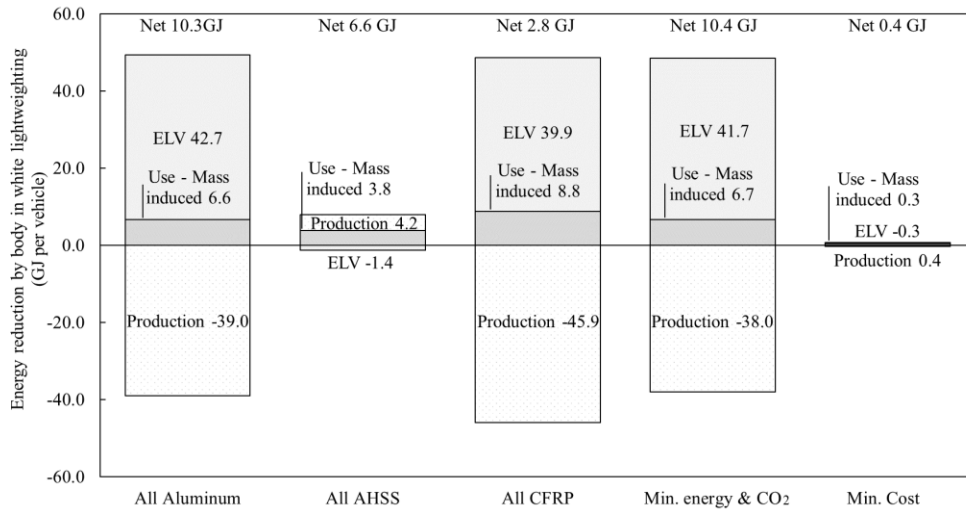 60.0
Net 10.3GJ
Net 6.6 GJ
Net 2.8 GJ
Net 10.4 GJ
Net 0.4 GJ
40.0
20.0
0.0
-20.0
-40.0
-60.0
Energy reduction by body in white lightweighting
(GJ per vehicle)
ELV 42.7
Use - Mass
induced 6.6
Production -39.0
Use - Mass
induced 3.8
Production 4.2
ELV -1.4
ELV 39.9
Use - Mass
induced 8.8
Production -45.9
ELV 41.7
Use - Mass
induced 6.7
Production -38.0
Use - Mass
induced 0.3
ELV -0.3
Production 0.4
All Aluminum
All AHSS
All CFRP
Min. energy & CO₂
Min. Cost